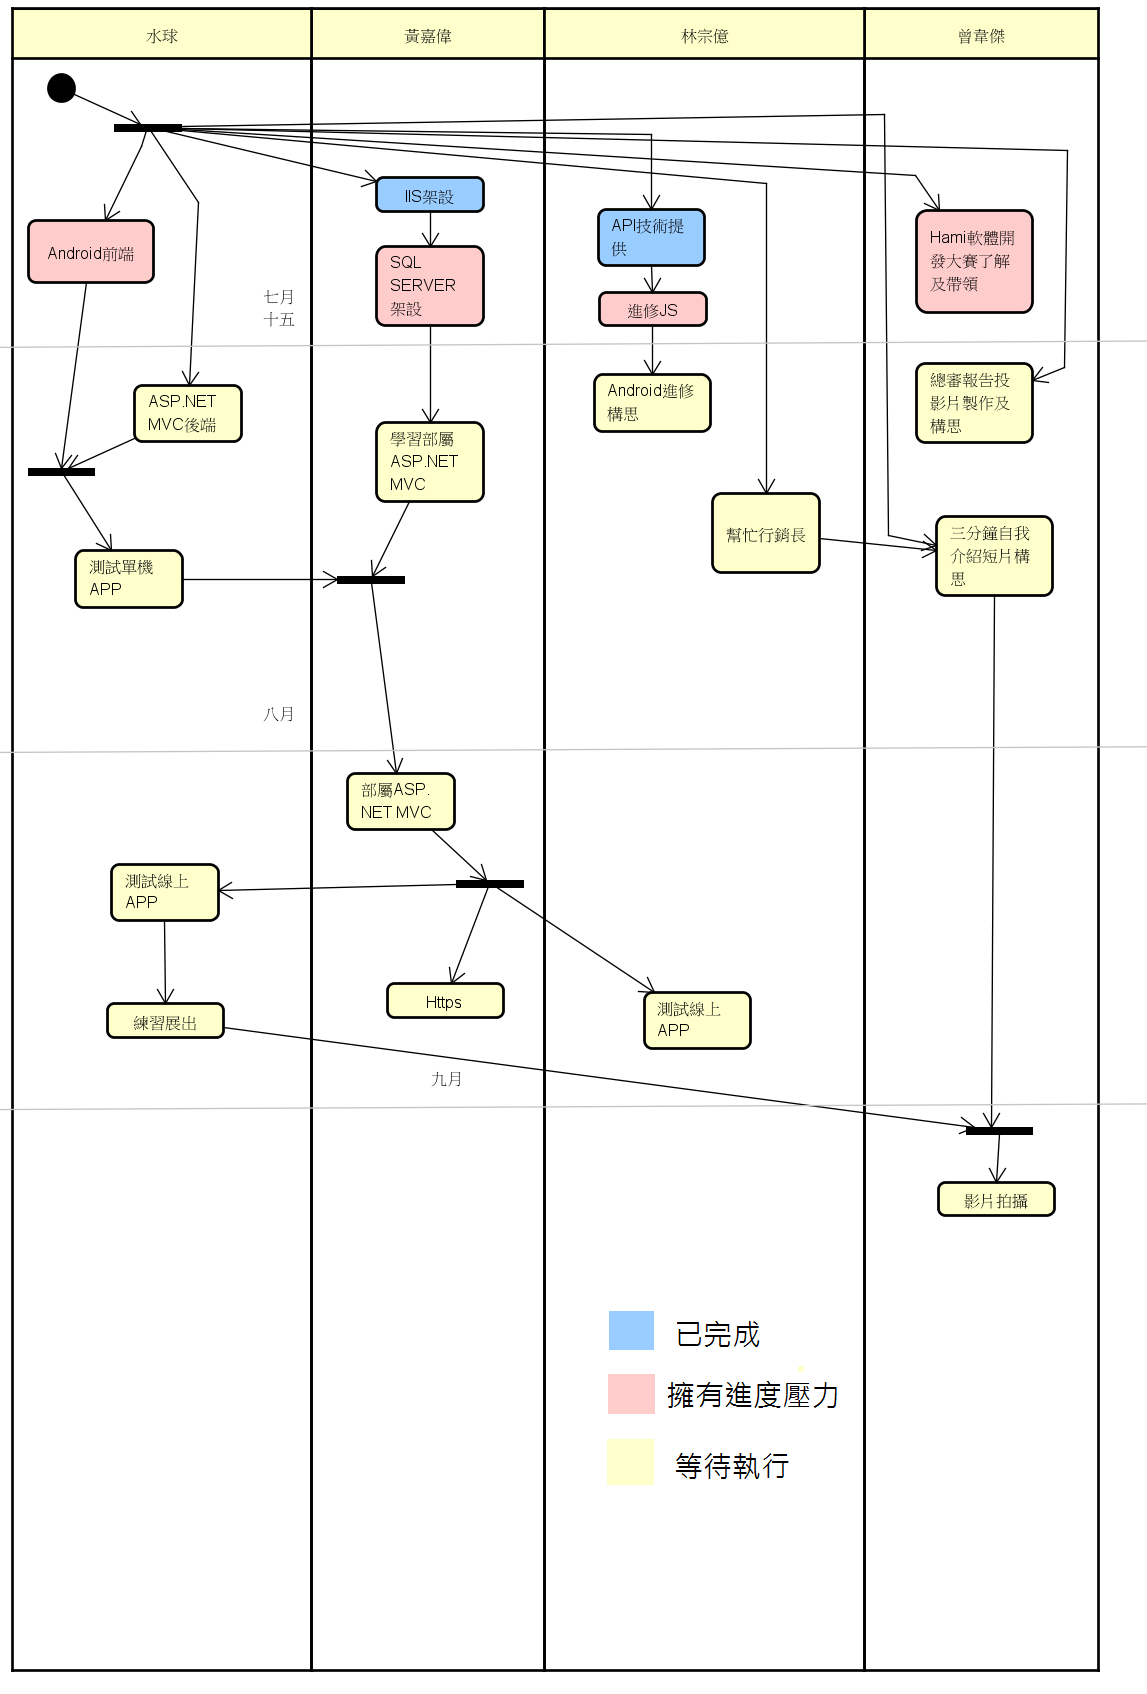 水球
黃嘉偉
林宗億
曾韋傑
IIS架設
API技術提
供
Hami軟體開
發大賽了解
及帶領
Android前端
SQL
SERVER
架設
進修JS
七月
十五
ASP.NET
MVC後端
Android進修
構思
總審報告投
影片製作及
構思
學習部屬
ASP.NET
MVC
幫忙行銷長
三分鐘自我
介紹短片構
思
測試單機
APP
八月
部屬ASP.
NET MVC
測試線上
APP
Https
測試線上
APP
練習展出
九月
影片拍攝
已完成
擁有進度壓力
等待執行